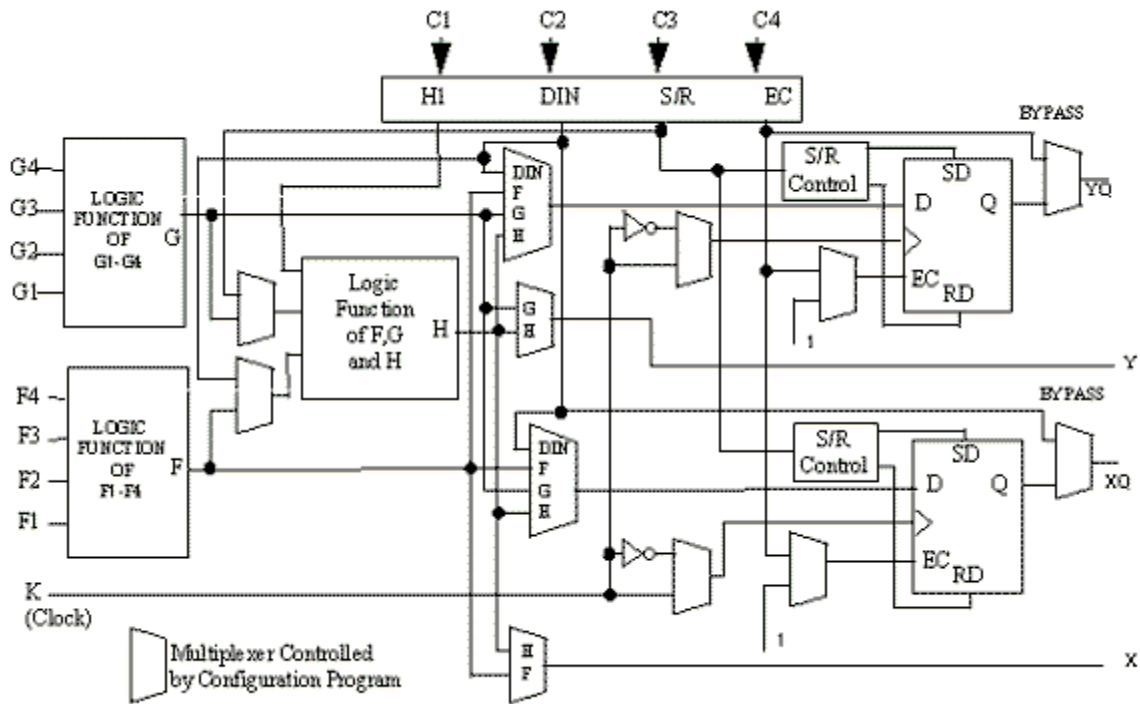 C1 C2 C3 C4
H1 DIN S/R EC
BYPASS
G4
G3
G2
G1
LOGIC
FUNCTION
OF
G1-G4
G
DIN
F
G
H
S/R
Control
SD
D Q
EC
RD
YQ
1
Logic
Function
of F,G
and H
H
G
H
Y
F4
F3
F2
F1
LOGIC
FUNCTION
OF
F1-F4
F
BYPASS
DIN
F
G
H
S/R
Control
SD
D Q
EC
RD
XQ
1
K
(Clock)
H
F
X
Multiplexer Controlled
by Configuration Program